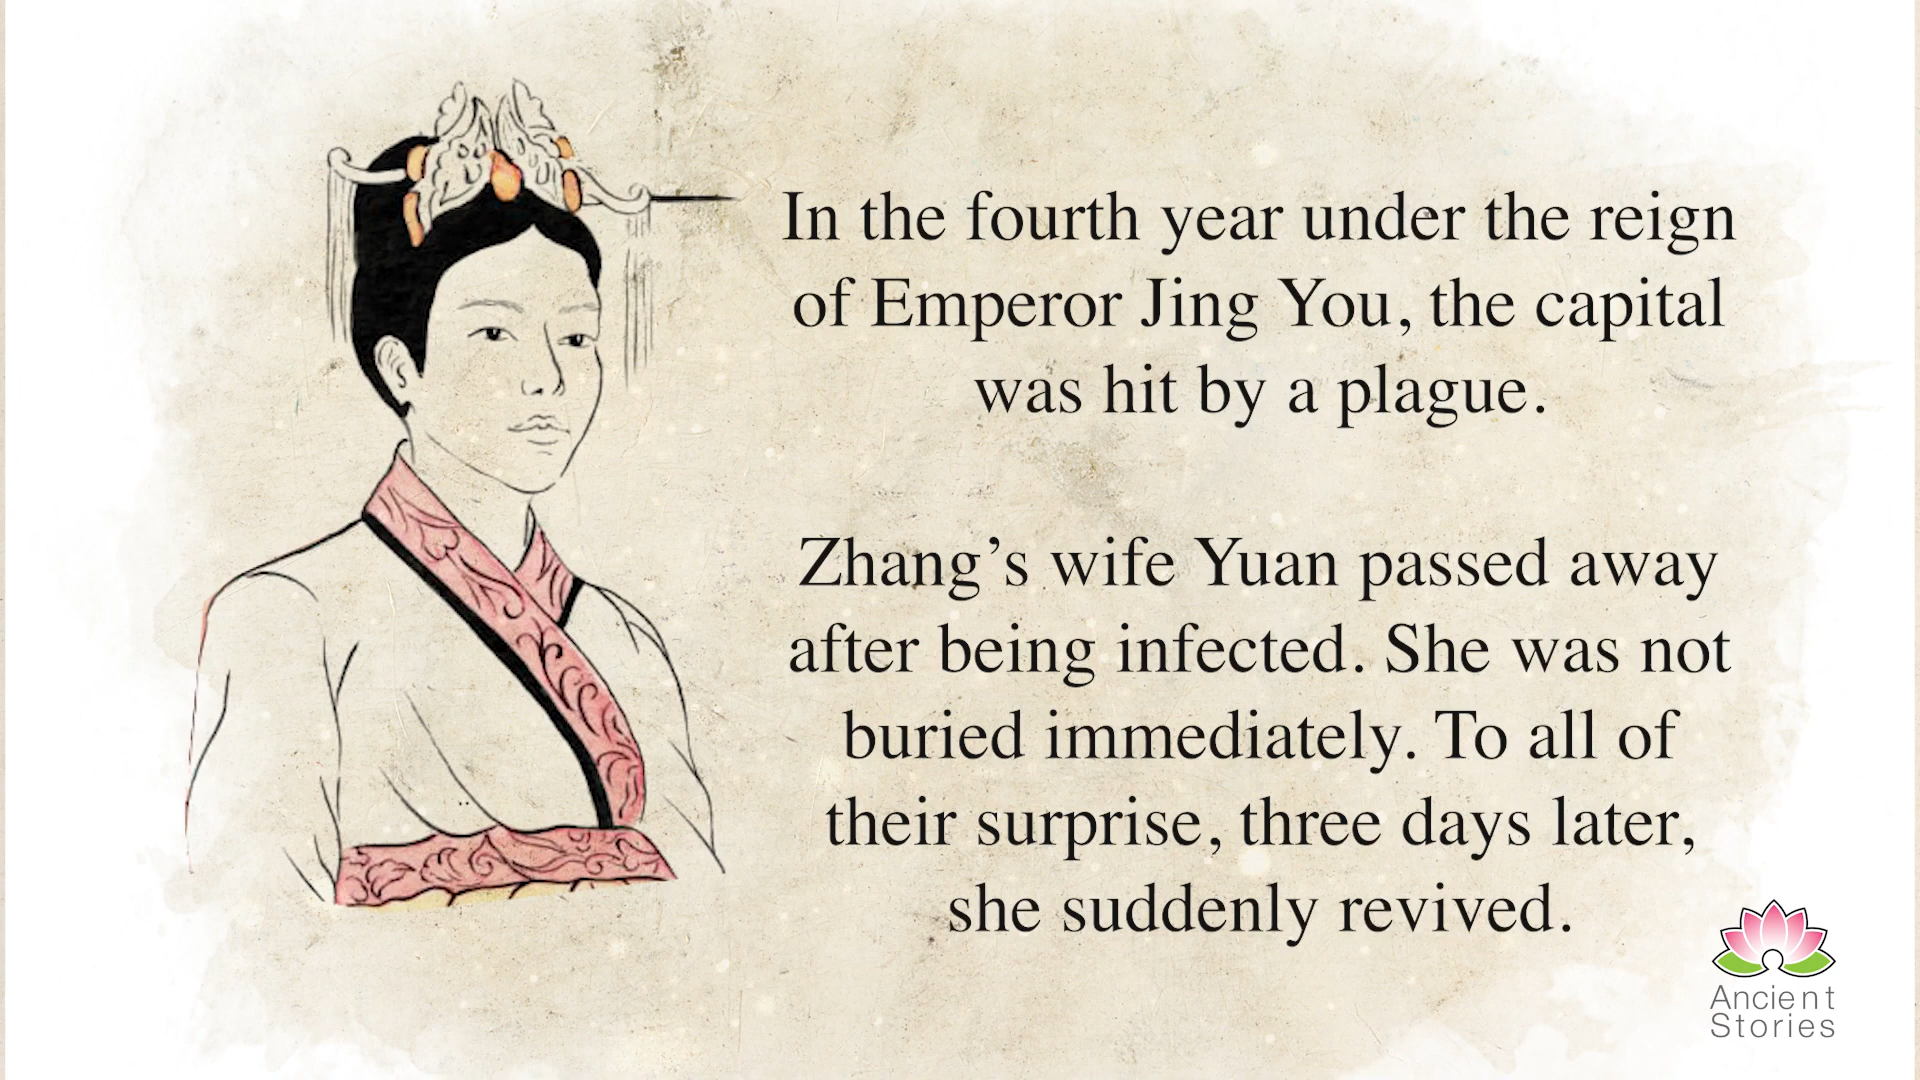 In the fourth year under the reign
of Emperor Jing You, the capital
was hit by a plague.
Zhang’s wife Yuan passed away
after being infected. She was not
buried immediately. To all of
their surprise, three days later,
she suddenly revived.
Ancient
Stories